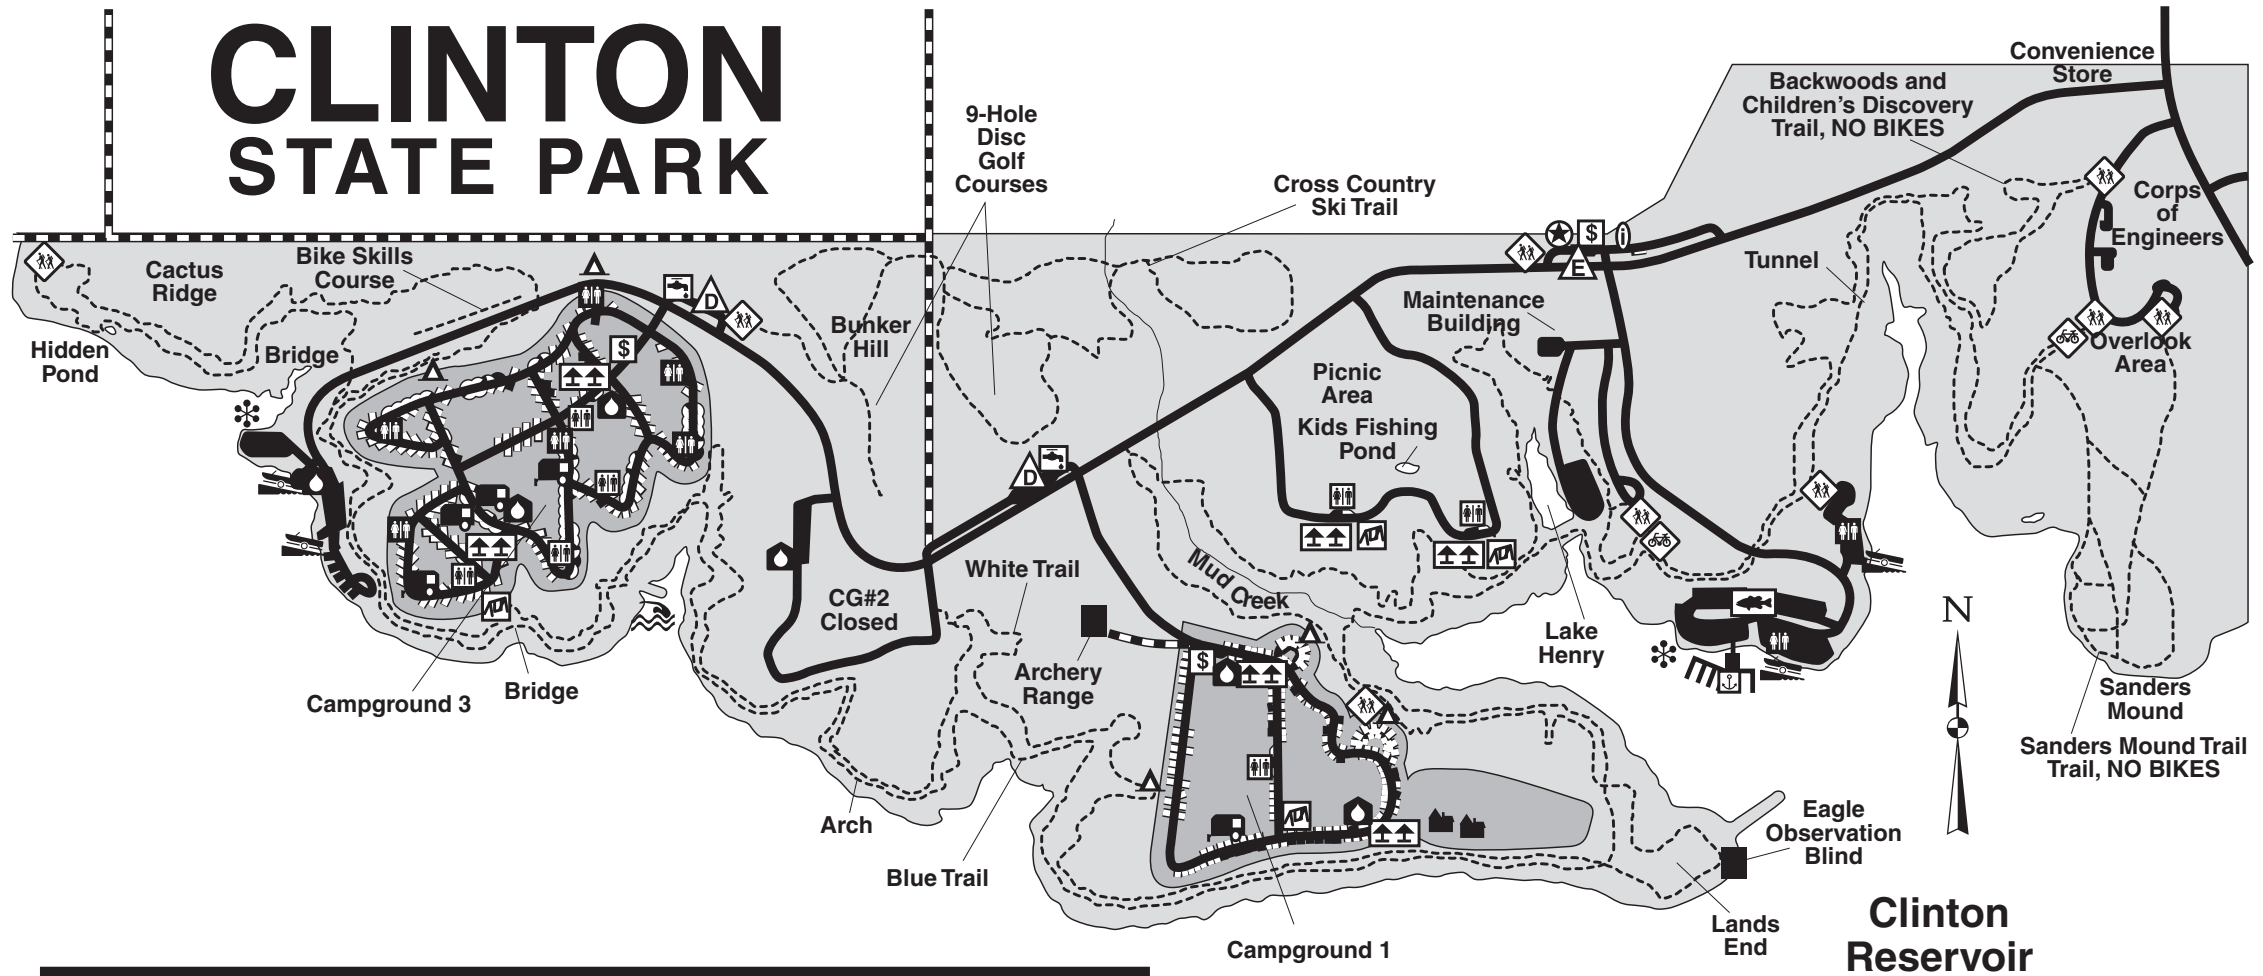 CLINTON
STATE PARK
Convenience
Store
Backwoods and
Children's Discovery
Trail, NO BIKES
9-Hole
Disc
Golf
Courses
Cross Country
Ski Trail
Corps
of
Engineers
$
i
E
Tunnel
Cactus
Ridge
Bike Skills
Course
D
Bunker
Hill
Maintenance
Building
Hidden
Pond
Bridge
$
Overlook
Area
Picnic
Area
Kids Fishing
Pond
D
Mud Creek
White Trail
CG#2
Closed
N
Lake
Henry
Archery
Range
$
Campground 3
Bridge
Sanders
Mound
Sanders Mound Trail
Trail, NO BIKES
Arch
Eagle
Observation
Blind
Blue Trail
Lands
End
Clinton
Reservoir
Campground 1